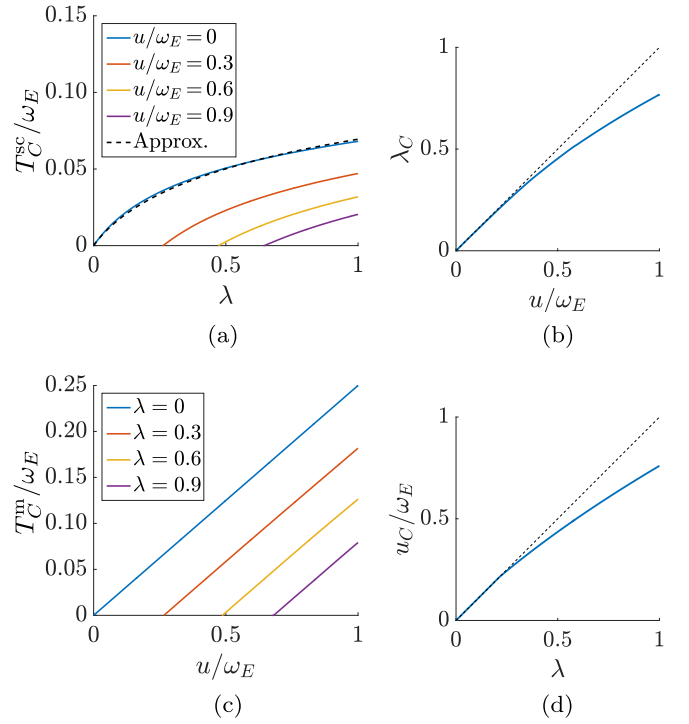 0.15
u/ω_E = 0
u/ω_E = 0.3
u/ω_E = 0.6
u/ω_E = 0.9
Approx.
0.10
0.05
0
T_C^sc/ω_E
0 0.5 1
λ
(a)
1
0.5
0
λ_C
0 0.5 1
u/ω_E
(b)
0.25
0.20
0.15
0.10
0.05
0
λ = 0
λ = 0.3
λ = 0.6
λ = 0.9
T_C^m/ω_E
0 0.5 1
u/ω_E
(c)
1
0.5
0
u_C/ω_E
0 0.5 1
λ
(d)